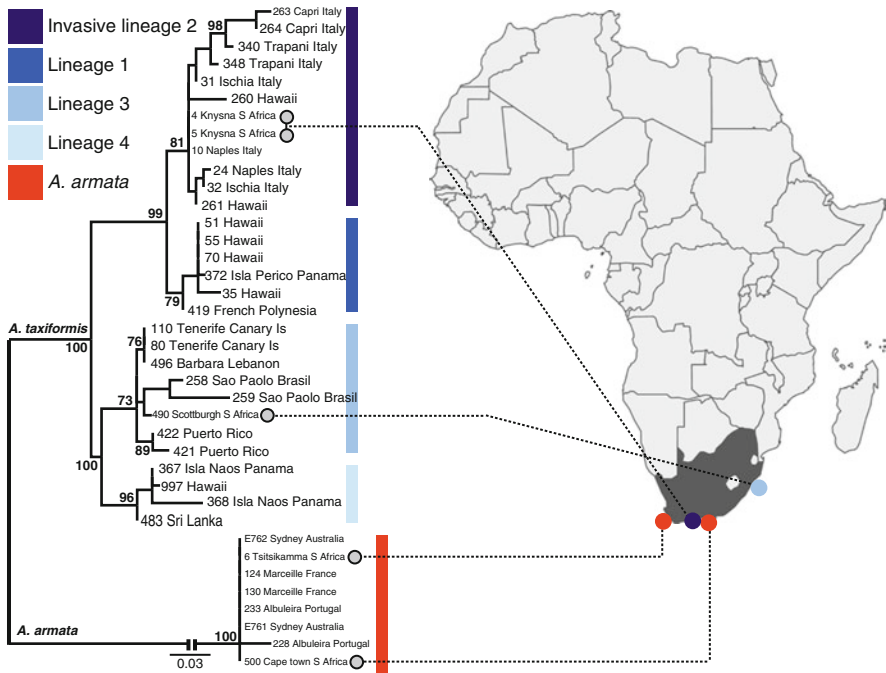 Invasive lineage 2
Lineage 1
Lineage 3
Lineage 4
A. armata
263 Capri Italy
98
264 Capri Italy
340 Trapani Italy
348 Trapani Italy
31 Ischia Italy
260 Hawaii
4 Knysna S Africa
5 Knysna S Africa
81
10 Naples Italy
24 Naples Italy
32 Ischia Italy
261 Hawaii
99
51 Hawaii
55 Hawaii
70 Hawaii
372 Isla Perico Panama
35 Hawaii
79
419 French Polynesia
A. taxiformis
100
110 Tenerife Canary Is
76
80 Tenerife Canary Is
496 Barbara Lebanon
258 Sao Paolo Brasil
73
259 Sao Paolo Brasil
490 Scottburgh S Africa
422 Puerto Rico
89
421 Puerto Rico
100
367 Isla Naos Panama
997 Hawaii
96
368 Isla Naos Panama
483 Sri Lanka
E762 Sydney Australia
6 Tsitsikamma S Africa
124 Marceille France
130 Marceille France
233 Albuleira Portugal
E761 Sydney Australia
A. armata
100
228 Albuleira Portugal
0.03
500 Cape town S Africa